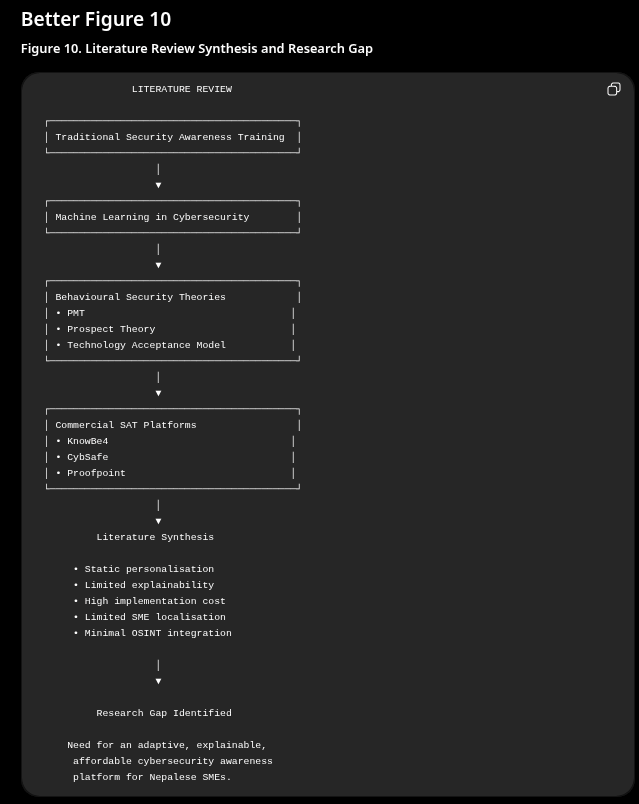 Better Figure 10
Figure 10. Literature Review Synthesis and Research Gap
LITERATURE REVIEW
Traditional Security Awareness Training
Machine Learning in Cybersecurity
Behavioural Security Theories
• PMT
• Prospect Theory
• Technology Acceptance Model
Commercial SAT Platforms
• KnowBe4
• CybSafe
• Proofpoint
Literature Synthesis
• Static personalisation
• Limited explainability
• High implementation cost
• Limited SME localisation
• Minimal OSINT integration
Research Gap Identified
Need for an adaptive, explainable,
affordable cybersecurity awareness
platform for Nepalese SMEs.